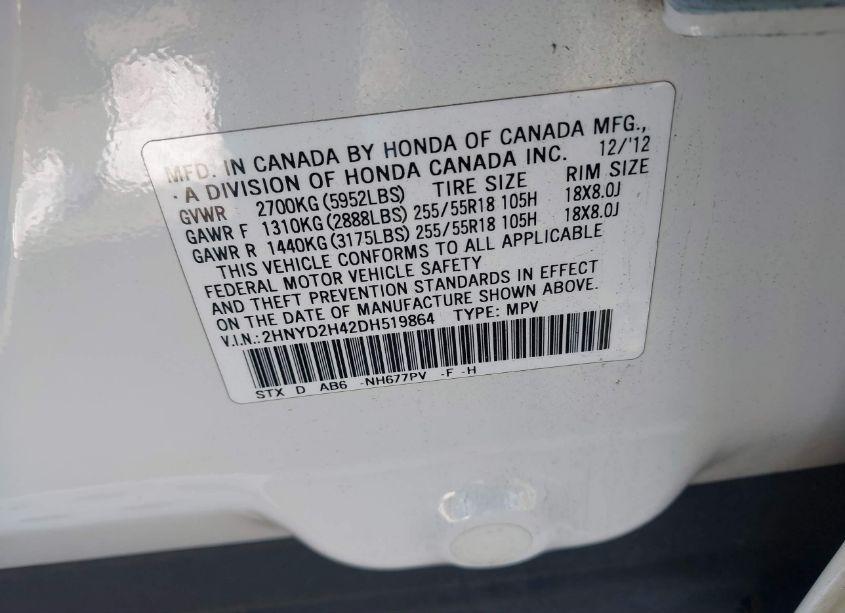 MFD. IN CANADA BY HONDA OF CANADA MFG.,
· A DIVISION OF HONDA CANADA INC. 12/'12
GVWR 2700KG (5952LBS) TIRE SIZE RIM SIZE
GAWR F 1310KG (2888LBS) 255/55R18 105H 18X8.0J
GAWR R 1440KG (3175LBS) 255/55R18 105H 18X8.0J
THIS VEHICLE CONFORMS TO ALL APPLICABLE
FEDERAL MOTOR VEHICLE SAFETY
AND THEFT PREVENTION STANDARDS IN EFFECT
ON THE DATE OF MANUFACTURE SHOWN ABOVE.
V.I.N.:2HNYD2H42DH519864 TYPE: MPV
STX D AB6 -NH677PV -F -H